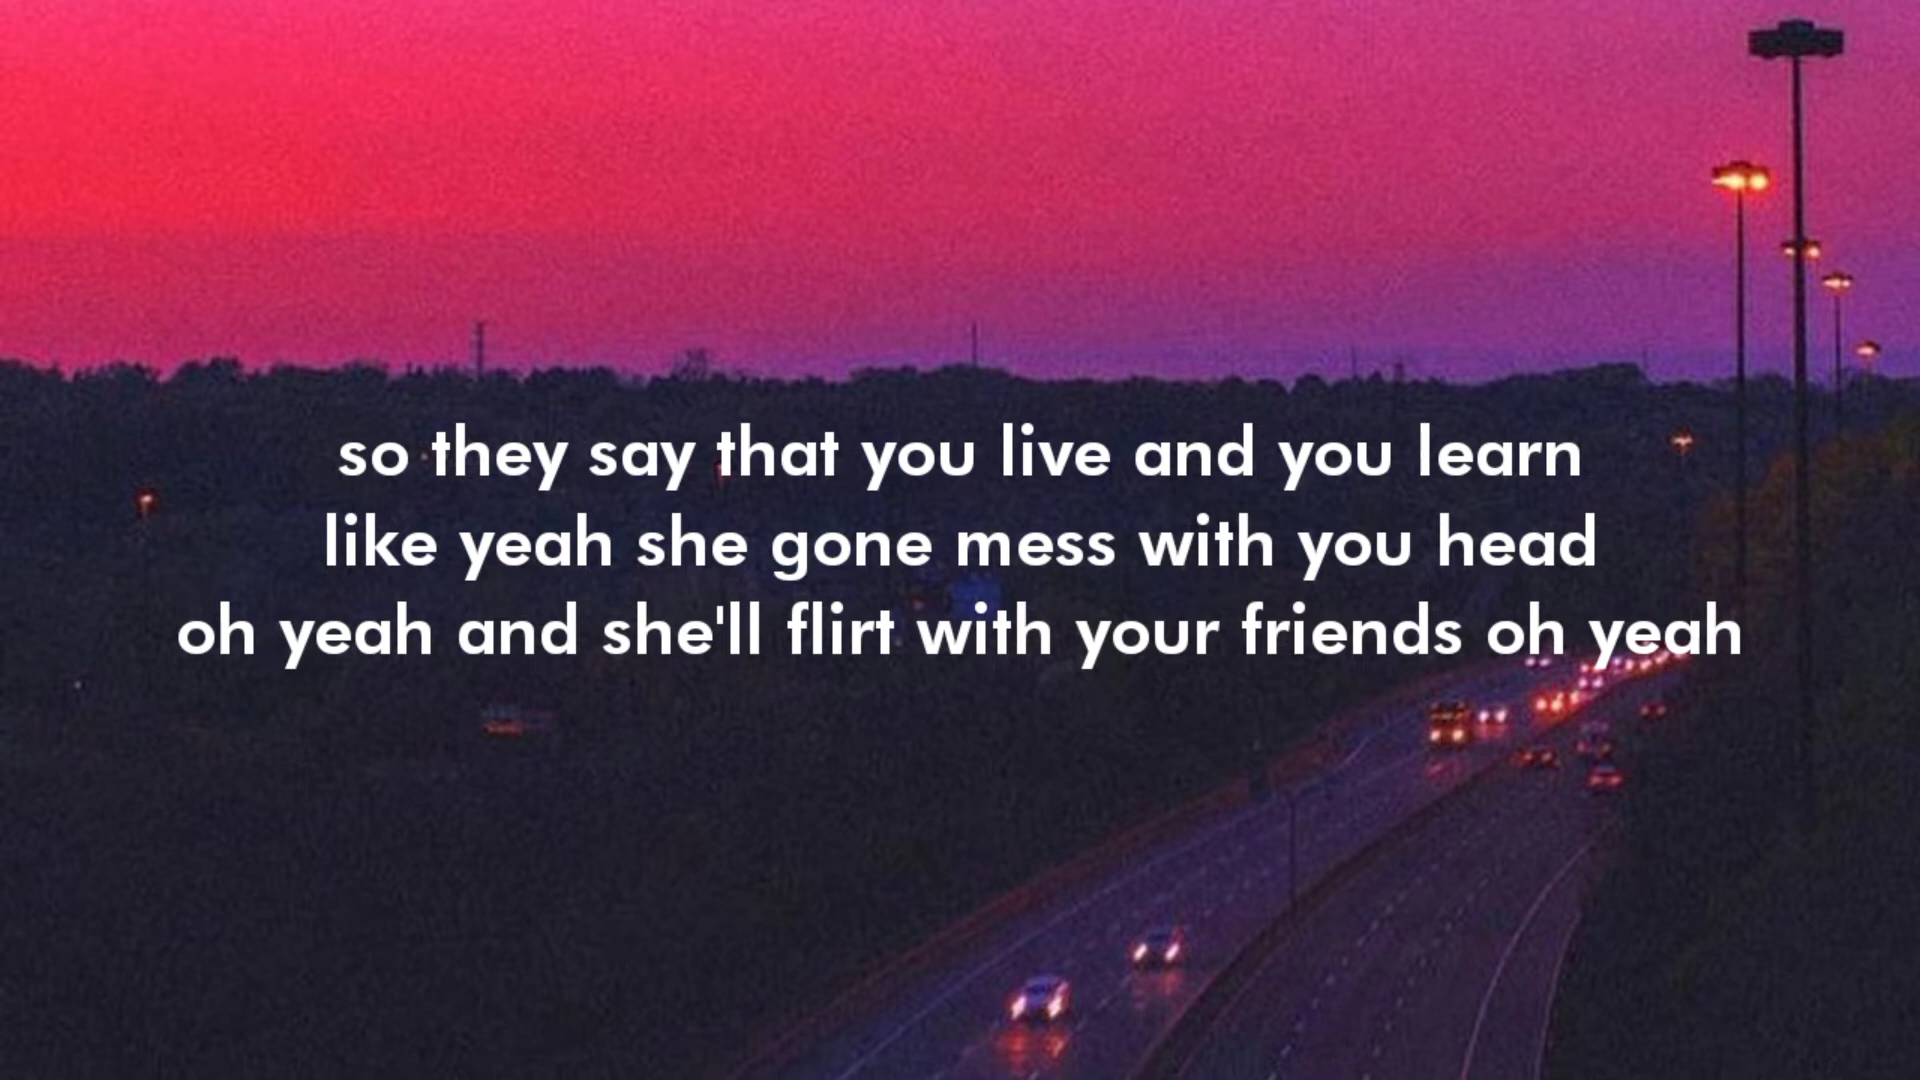 so they say that you live and you learn
like yeah she gone mess with you head
oh yeah and she'll flirt with your friends oh yeah